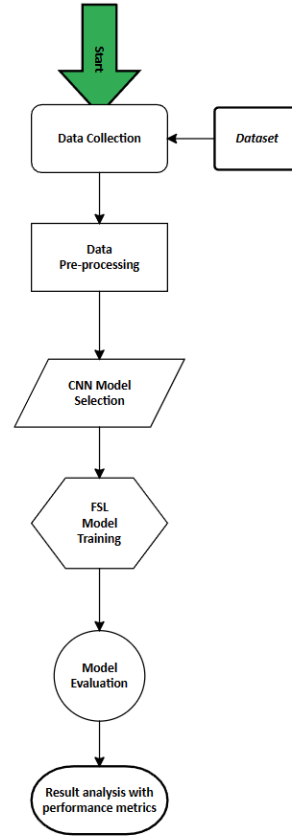 Start
Data Collection
Dataset
Data
Pre-processing
CNN Model
Selection
FSL
Model
Training
Model
Evaluation
Result analysis with
performance metrics